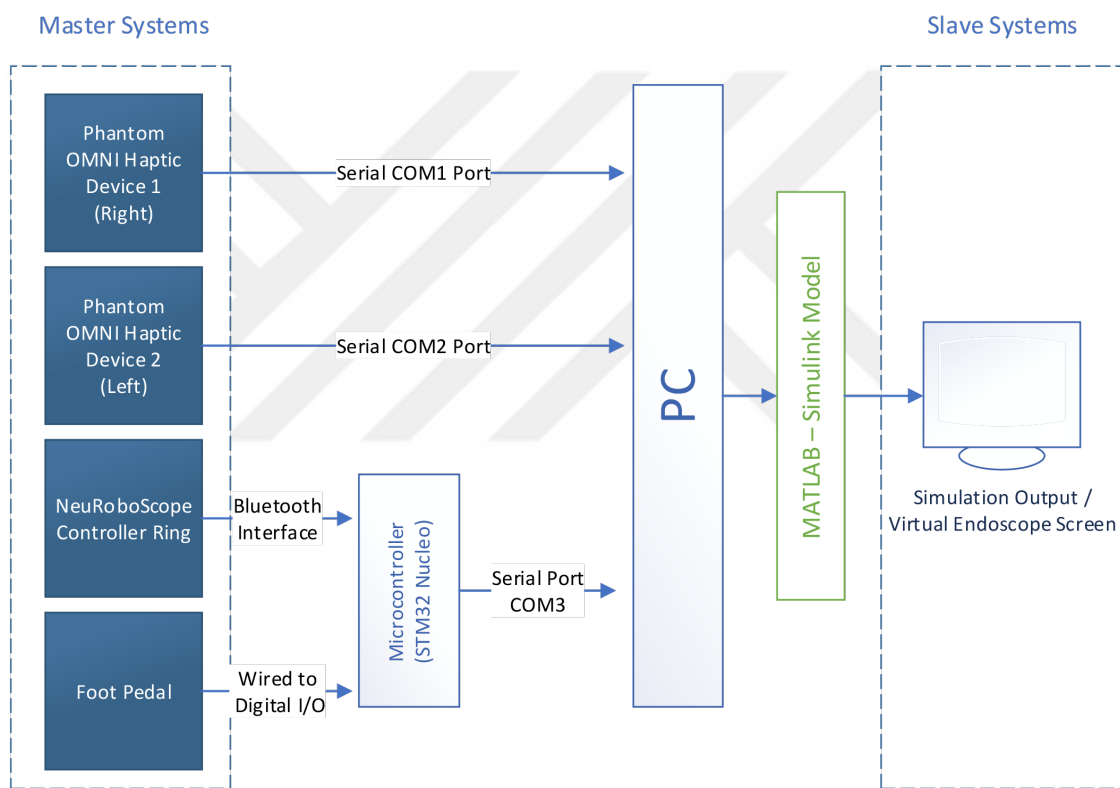 Master Systems
Slave Systems
Phantom
OMNI Haptic
Device 1
(Right)
Serial COM1 Port
Phantom
OMNI Haptic
Device 2
(Left)
Serial COM2 Port
NeuRoboScope
Controller Ring
Bluetooth
Interface
Foot Pedal
Wired to
Digital I/O
Microcontroller
(STM32 Nucleo)
Serial Port
COM3
PC
MATLAB – Simulink Model
Simulation Output /
Virtual Endoscope Screen